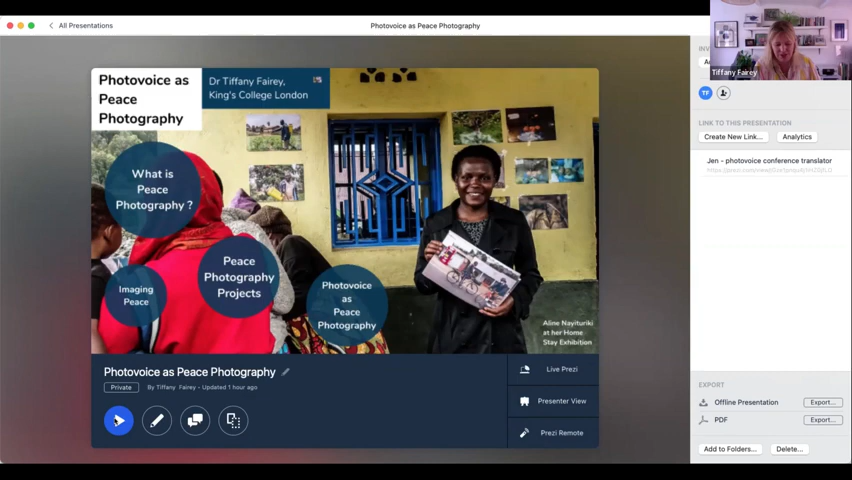 All Presentations
Photovoice as Peace Photography
Tiffany Fairey
Photovoice as
Peace
Photography
Dr Tiffany Fairey,
King's College London
What is
Peace
Photography ?
Peace
Photography
Projects
Imaging
Peace
Photovoice
as
Peace
Photography
Aline Nayituriki
at her Home
Stay Exhibition
Photovoice as Peace Photography
Private
By Tiffany Fairey • Updated 1 hour ago
Live Prezi
Presenter View
Prezi Remote
TF
LINK TO THIS PRESENTATION
Create New Link...
Analytics
Jen - photovoice conference translator
EXPORT
Offline Presentation
Export...
PDF
Export...
Add to Folders...
Delete...